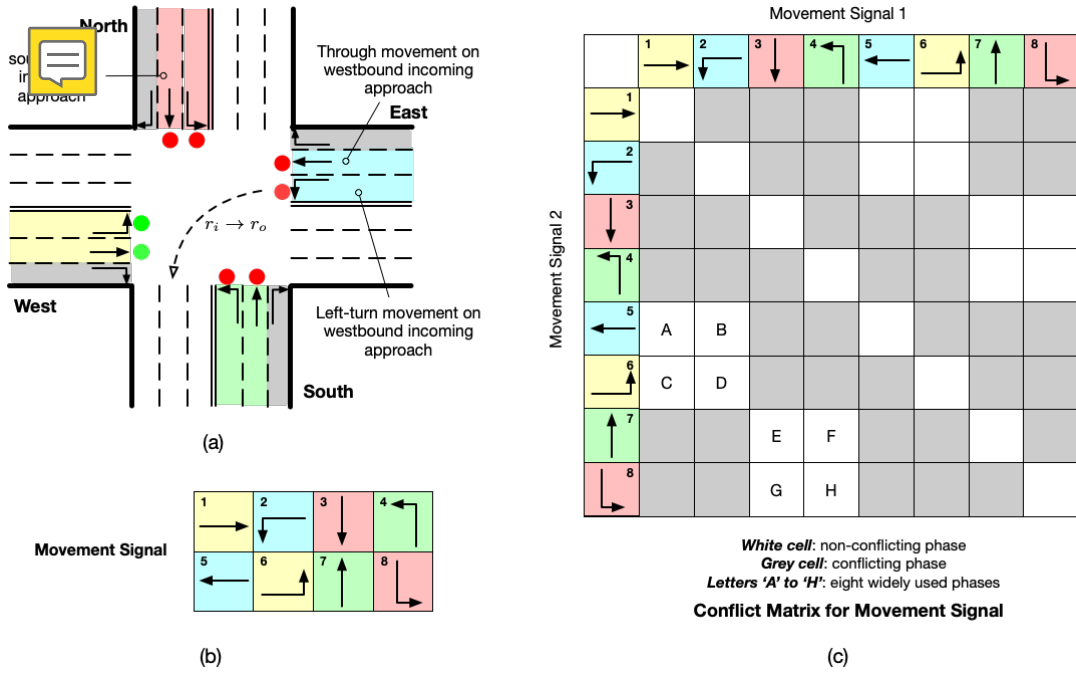 North
sou
in
appro
Through movement on
westbound incoming
approach
East
r_i → r_o
West
Left-turn movement on
westbound incoming
approach
South
(a)
Movement Signal
1 2 3 4
5 6 7 8
(b)
Movement Signal 1
1 2 3 4 5 6 7 8
Movement Signal 2
1
2
3
4
5 A B
6 C D
7 E F
8 G H
White cell: non-conflicting phase
Grey cell: conflicting phase
Letters ‘A’ to ‘H’: eight widely used phases
Conflict Matrix for Movement Signal
(c)